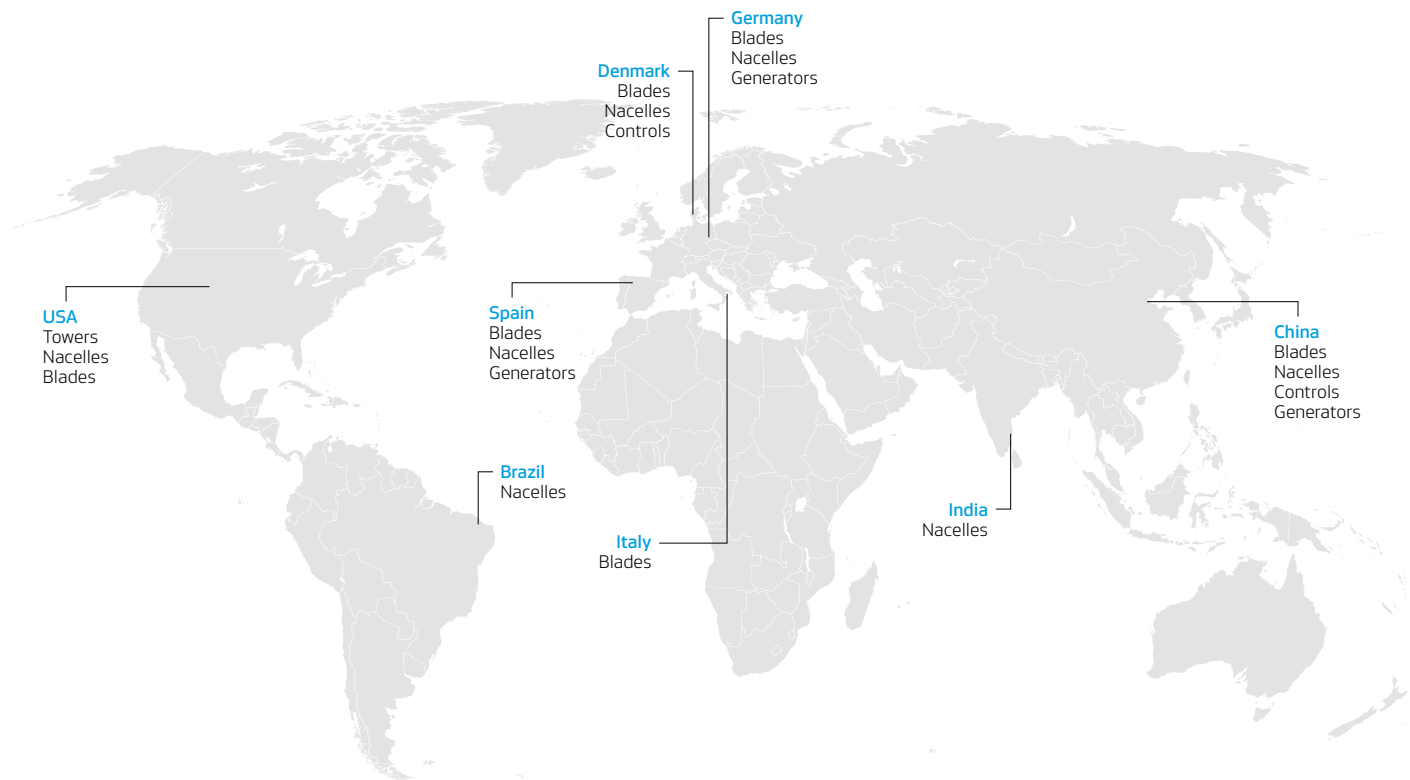 Germany
Blades
Nacelles
Generators
Denmark
Blades
Nacelles
Controls
USA
Towers
Nacelles
Blades
Spain
Blades
Nacelles
Generators
China
Blades
Nacelles
Controls
Generators
Brazil
Nacelles
India
Nacelles
Italy
Blades